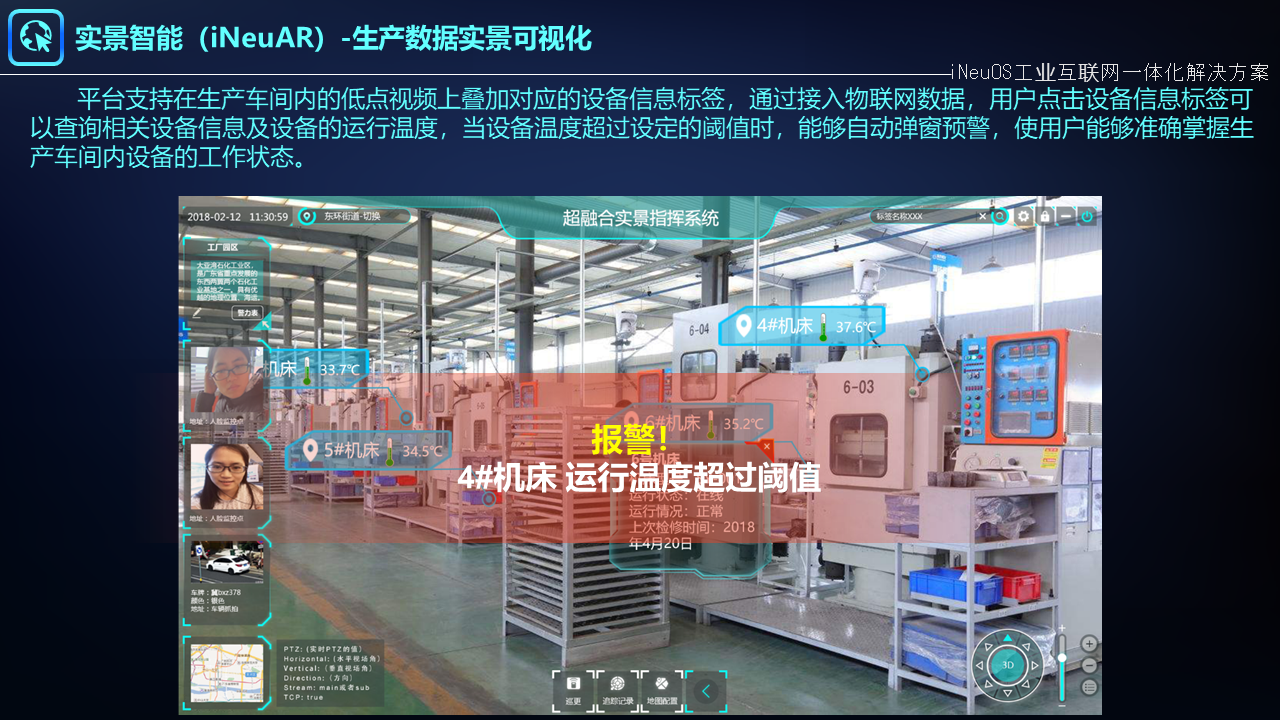 实景智能（iNeuAR）-生产数据实景可视化
iNeuOS工业互联网一体化解决方案
平台支持在生产车间内的低点视频上叠加对应的设备信息标签，通过接入物联网数据，用户点击设备信息标签可
以查询相关设备信息及设备的运行温度，当设备温度超过设定的阈值时，能够自动弹窗预警，使用户能够准确掌握生
产车间内设备的工作状态。
2018-02-12 11:30:59 东环街道-切换
超融合实景指挥系统
标签名称XXX
工厂园区
大亚湾石化工业区，
是广东省重点发展的
东西两翼两个石化工
业基地之一，具有优
越的地理位置、海运、
警力表
6-04
4#机床 37.6℃
机床 33.7℃
6-03
地址：人脸监控点
6#机床 35.2℃
5#机床 34.5℃
报警！
6号机床
4#机床 运行温度超过阈值
运行状态：在线
运行情况：正常
上次检修时间：2018
年4月20日
地址：人脸监控点
颜色：银色
地址：车辆抓拍
PTZ: (实时PTZ的值)
Horizontal: (水平视场角)
Vertical: (垂直视场角)
Direction: (方向)
Stream: main或者sub
TCP: true
3D
巡更 追踪记录 地图配置